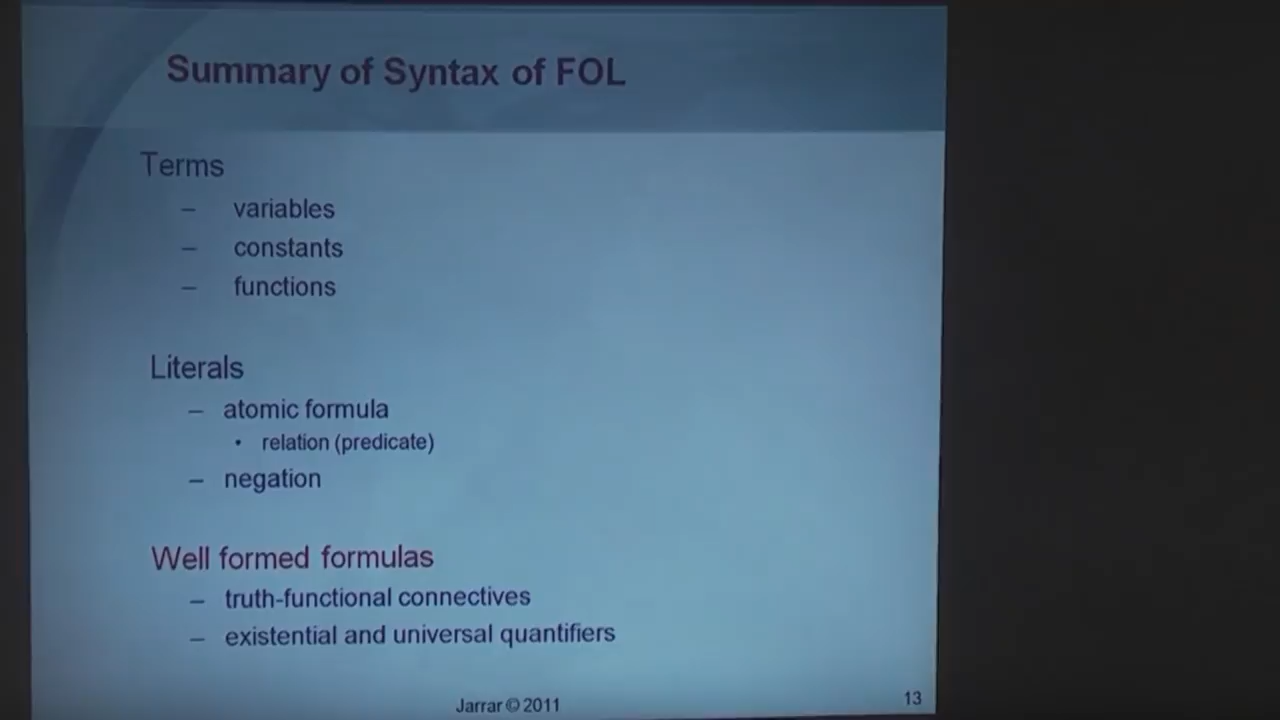 Summary of Syntax of FOL
Terms
– variables
– constants
– functions
Literals
– atomic formula
• relation (predicate)
– negation
Well formed formulas
– truth-functional connectives
– existential and universal quantifiers
Jarrar © 2011
13